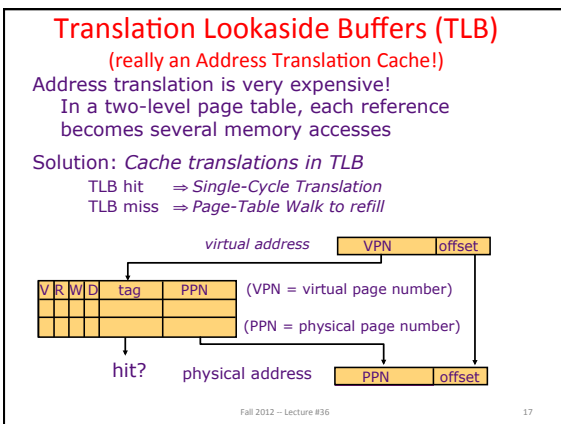 Translation Lookaside Buffers (TLB)
(really an Address Translation Cache!)
Address translation is very expensive!
In a two-level page table, each reference
becomes several memory accesses
Solution: Cache translations in TLB
TLB hit ⇒ Single-Cycle Translation
TLB miss ⇒ Page-Table Walk to refill
virtual address VPN offset
V R W D tag PPN (VPN = virtual page number)
(PPN = physical page number)
hit? physical address PPN offset
Fall 2012 -- Lecture #36 17